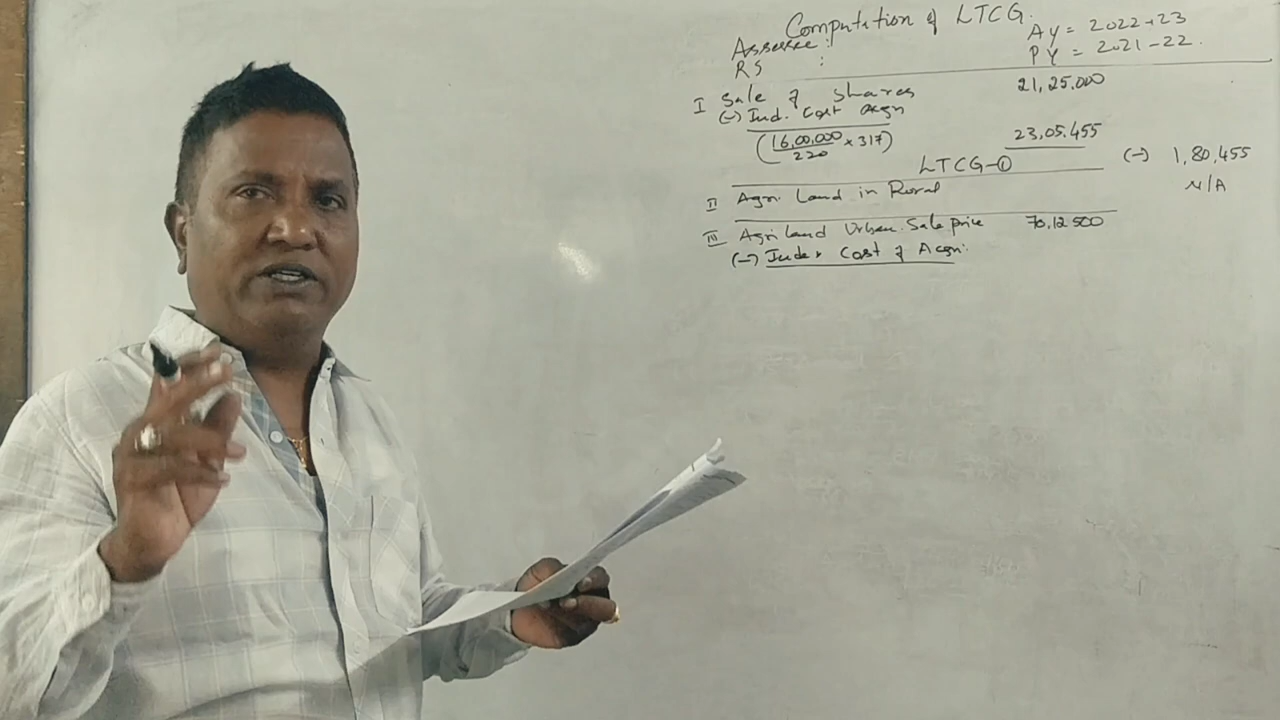 Computation of LTCG.
Assessee :
AY = 2022-23
RS :
PY = 2021-22.
I Sale of Shares 21,25,000
(-) Ind. Cost Aqn
(16,00,000/220 × 317) 23,05,455
LTCG-① (-) 1,80,455
II Agri Land in Rural N/A
III Agri land Urban Sale price 70,12,500
(-) Index Cost of Acqn.